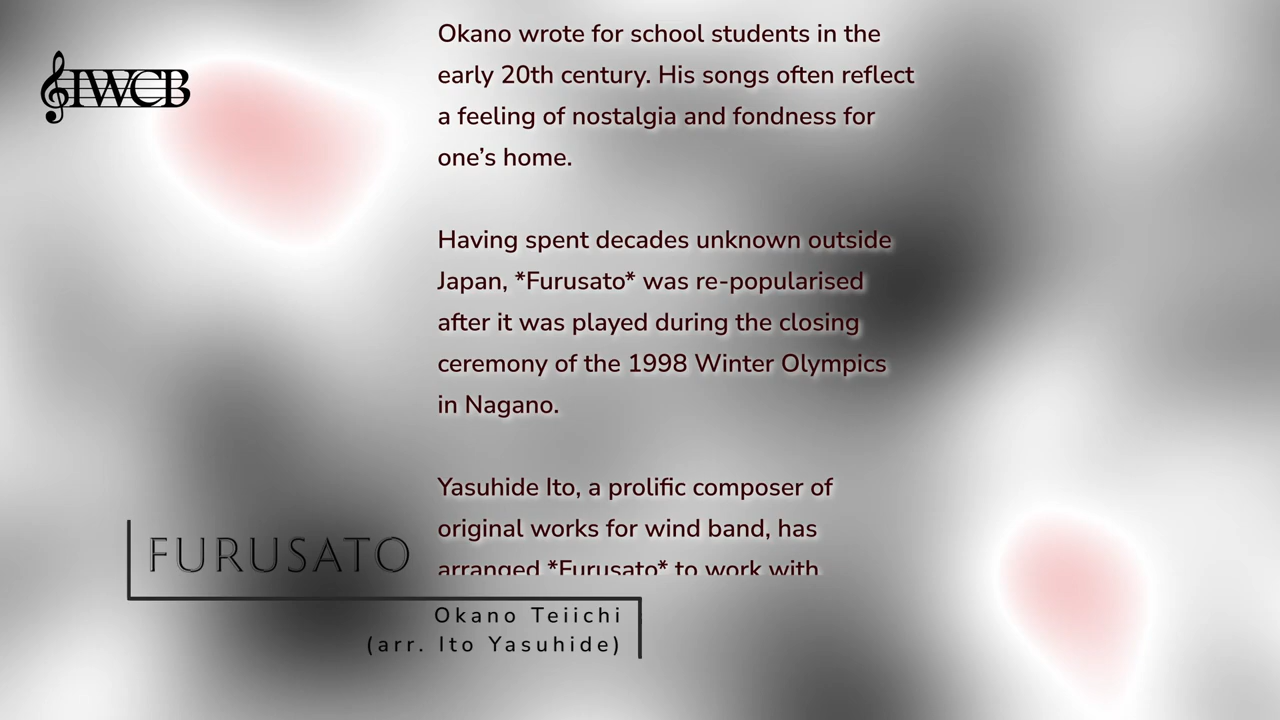 IWCB
Okano wrote for school students in the
early 20th century. His songs often reflect
a feeling of nostalgia and fondness for
one’s home.
Having spent decades unknown outside
Japan, *Furusato* was re-popularised
after it was played during the closing
ceremony of the 1998 Winter Olympics
in Nagano.
Yasuhide Ito, a prolific composer of
original works for wind band, has
arranged *Furusato* to work with
FURUSATO
Okano Teiichi
(arr. Ito Yasuhide)